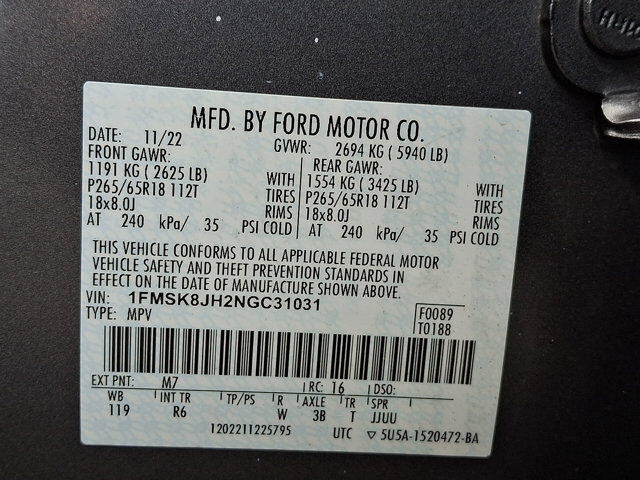 MFD. BY FORD MOTOR CO.
DATE: 11/22 GVWR: 2694 KG ( 5940 LB)
FRONT GAWR: REAR GAWR:
1191 KG ( 2625 LB) WITH 1554 KG ( 3425 LB) WITH
P265/65R18 112T TIRES P265/65R18 112T TIRES
18x8.0J RIMS 18x8.0J RIMS
AT 240 kPa/ 35 PSI COLD AT 240 kPa/ 35 PSI COLD
THIS VEHICLE CONFORMS TO ALL APPLICABLE FEDERAL MOTOR
VEHICLE SAFETY AND THEFT PREVENTION STANDARDS IN
EFFECT ON THE DATE OF MANUFACTURE SHOWN ABOVE.
VIN: 1FMSK8JH2NGC31031 F0089
TYPE: MPV T0188
EXT PNT: M7 RC: 16 DSO:
WB INT TR TP/PS R AXLE TR SPR
119 R6 W 3B T JJUU
1202211225795 UTC ▽ 5U5A-1520472-BA